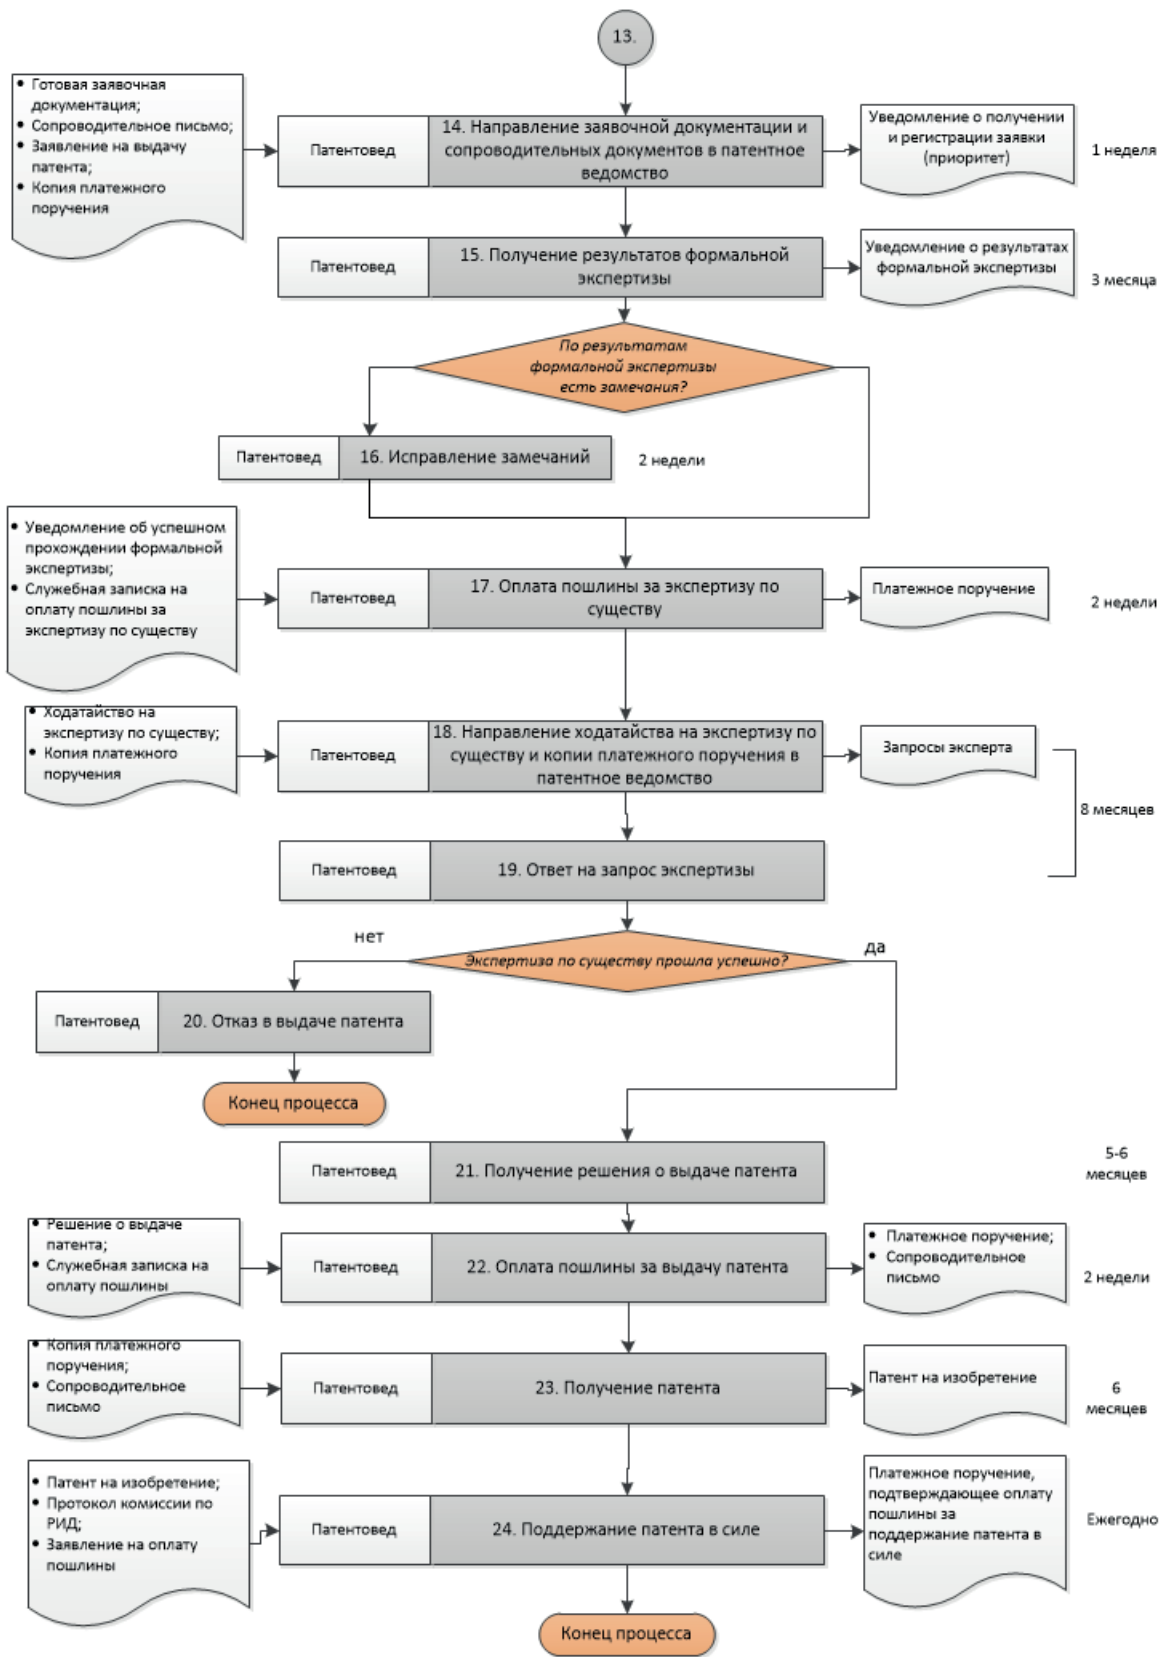 13.
• Готовая заявочная
документация;
• Сопроводительное письмо;
• Заявление на выдачу
патента;
• Копия платежного
поручения
Патентовед
14. Направление заявочной документации и
сопроводительных документов в патентное
ведомство
Уведомление о получении
и регистрации заявки
(приоритет)
1 неделя
Патентовед
15. Получение результатов формальной
экспертизы
Уведомление о результатах
формальной экспертизы
3 месяца
По результатам
формальной экспертизы
есть замечания?
Патентовед
16. Исправление замечаний
2 недели
• Уведомление об успешном
прохождении формальной
экспертизы;
• Служебная записка на
оплату пошлины за
экспертизу по существу
Патентовед
17. Оплата пошлины за экспертизу по
существу
Платежное поручение
2 недели
• Ходатайство на
экспертизу по существу;
• Копия платежного
поручения
Патентовед
18. Направление ходатайства на экспертизу по
существу и копии платежного поручения в
патентное ведомство
Запросы эксперта
8 месяцев
Патентовед
19. Ответ на запрос экспертизы
нет
Экспертиза по существу прошла успешно?
да
Патентовед
20. Отказ в выдаче патента
Конец процесса
Патентовед
21. Получение решения о выдаче патента
5-6
месяцев
• Решение о выдаче
патента;
• Служебная записка на
оплату пошлины
Патентовед
22. Оплата пошлины за выдачу патента
• Платежное поручение;
• Сопроводительное
письмо
2 недели
• Копия платежного
поручения;
• Сопроводительное
письмо
Патентовед
23. Получение патента
Патент на изобретение
6
месяцев
• Патент на изобретение;
• Протокол комиссии по
РИД;
• Заявление на оплату
пошлины
Патентовед
24. Поддержание патента в силе
Платежное поручение,
подтверждающее оплату
пошлины за
поддержание патента в
силе
Ежегодно
Конец процесса